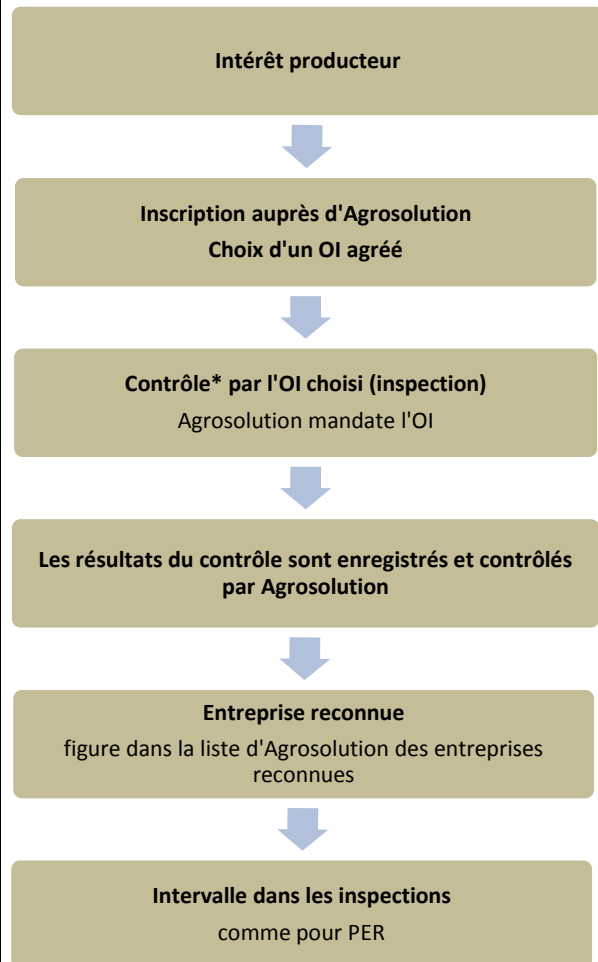 Intérêt producteur
Inscription auprès d'Agrosolution
Choix d'un OI agréé
Contrôle* par l'OI choisi (inspection)
Agrosolution mandate l'OI
Les résultats du contrôle sont enregistrés et contrôlés
par Agrosolution
Entreprise reconnue
figure dans la liste d'Agrosolution des entreprises
reconnues
Intervalle dans les inspections
comme pour PER